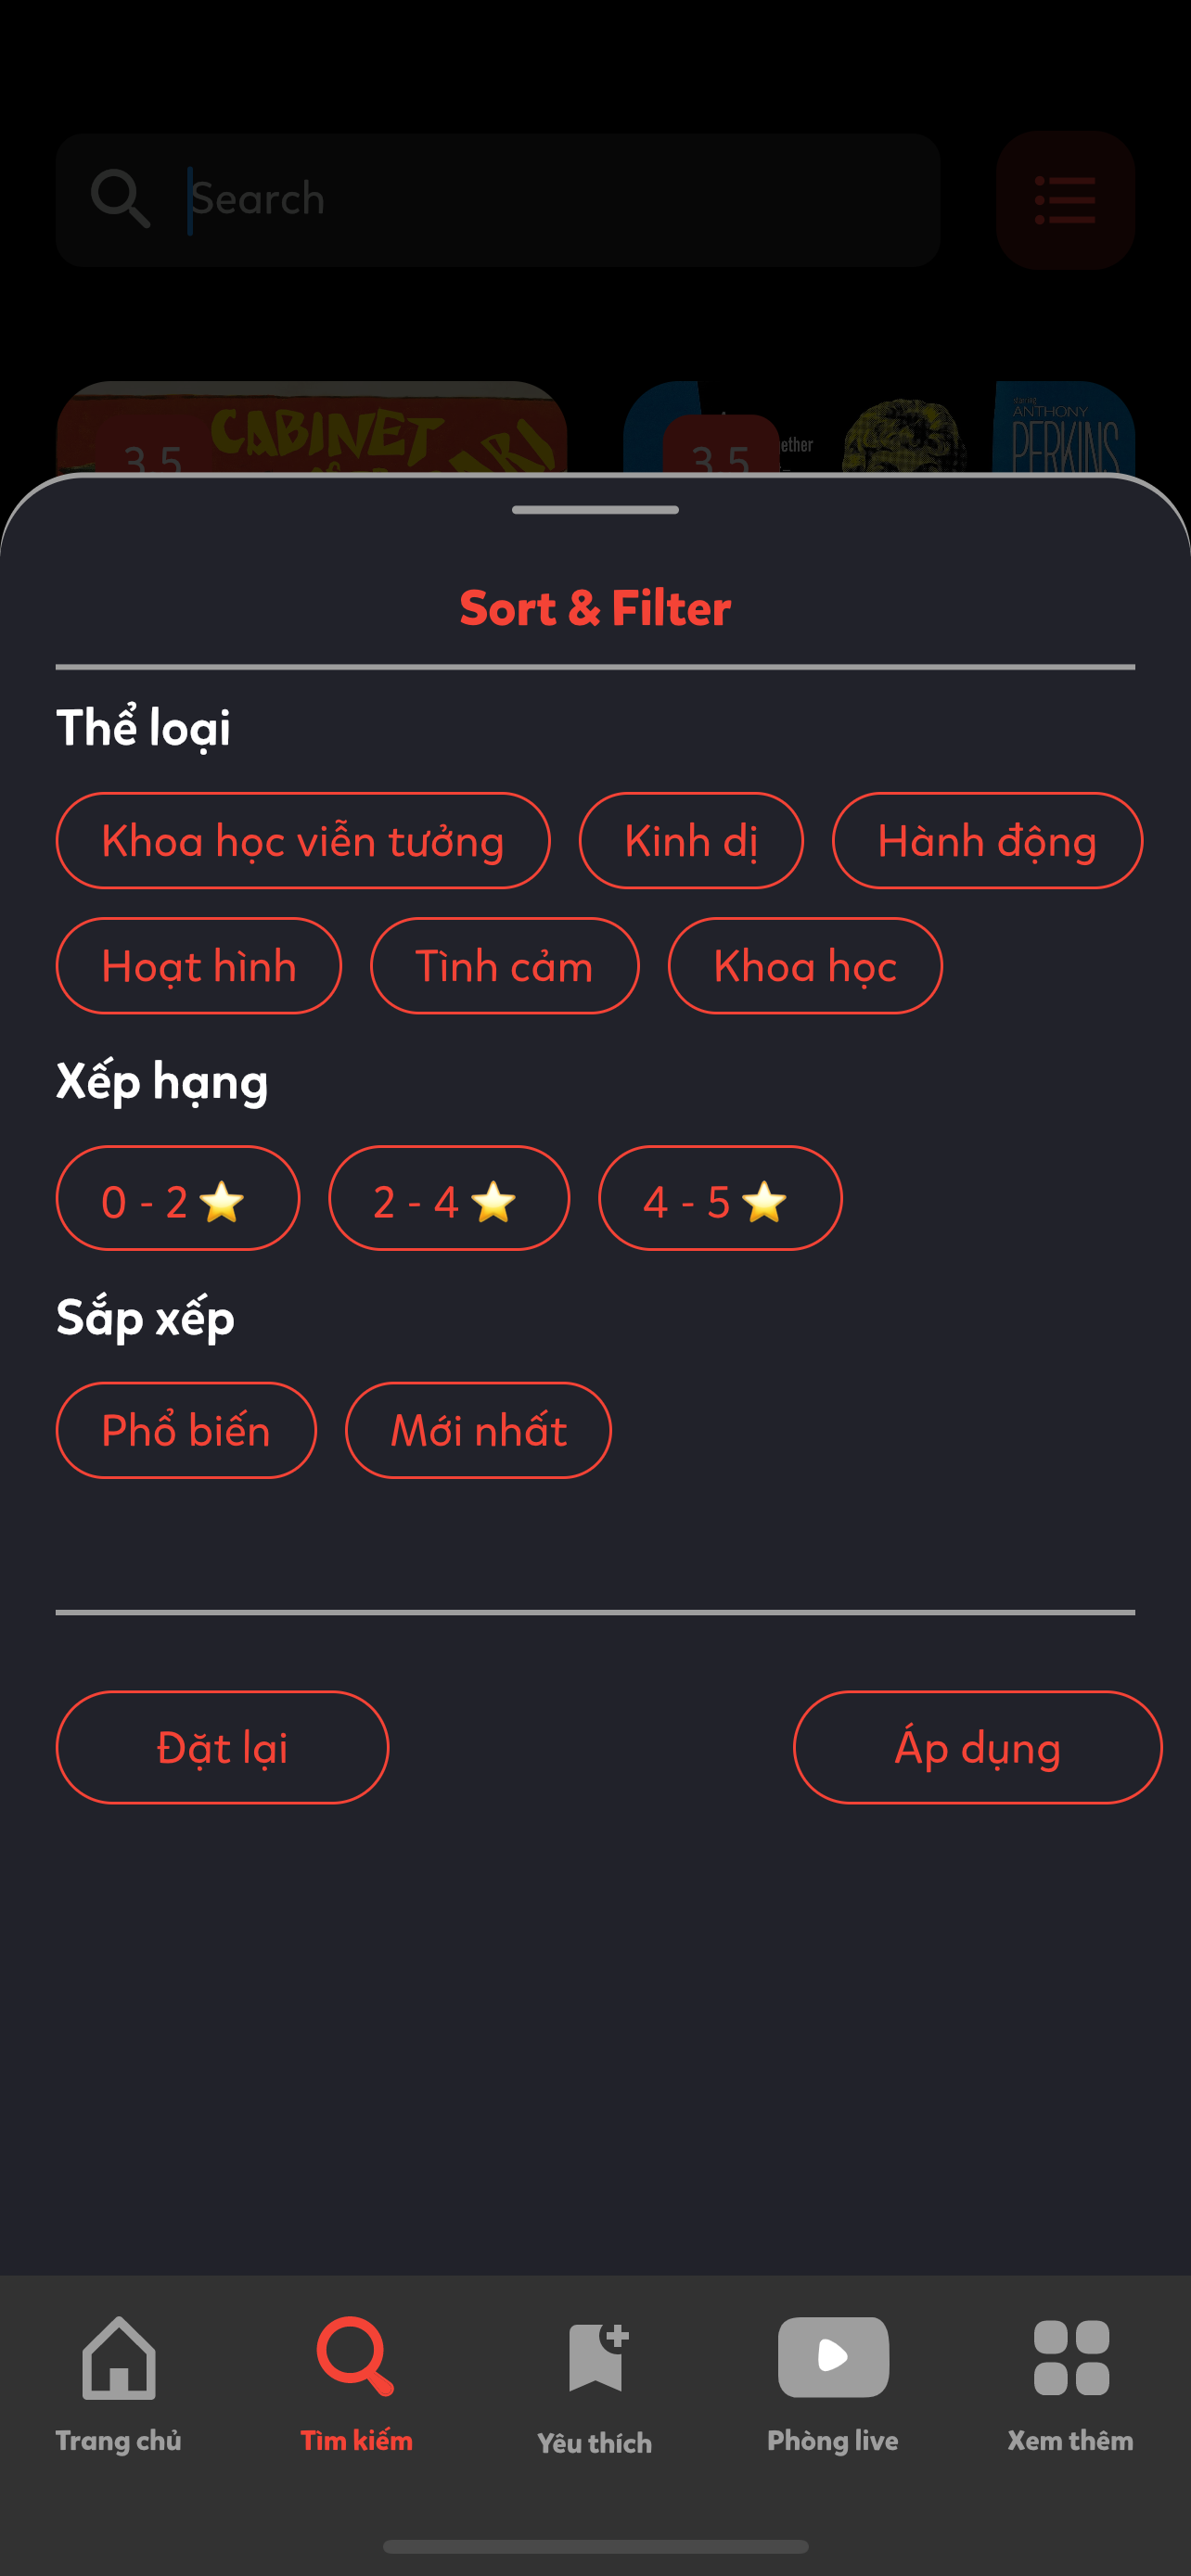 Search
CABINET
3.5
3.5
ether
ANTHONY
PERKINS
Sort & Filter
Thể loại
Khoa học viễn tưởng Kinh dị Hành động
Hoạt hình Tình cảm Khoa học
Xếp hạng
0 - 2 ⭐ 2 - 4 ⭐ 4 - 5 ⭐
Sắp xếp
Phổ biến Mới nhất
Đặt lại Áp dụng
Trang chủ Tìm kiếm Yêu thích Phòng live Xem thêm